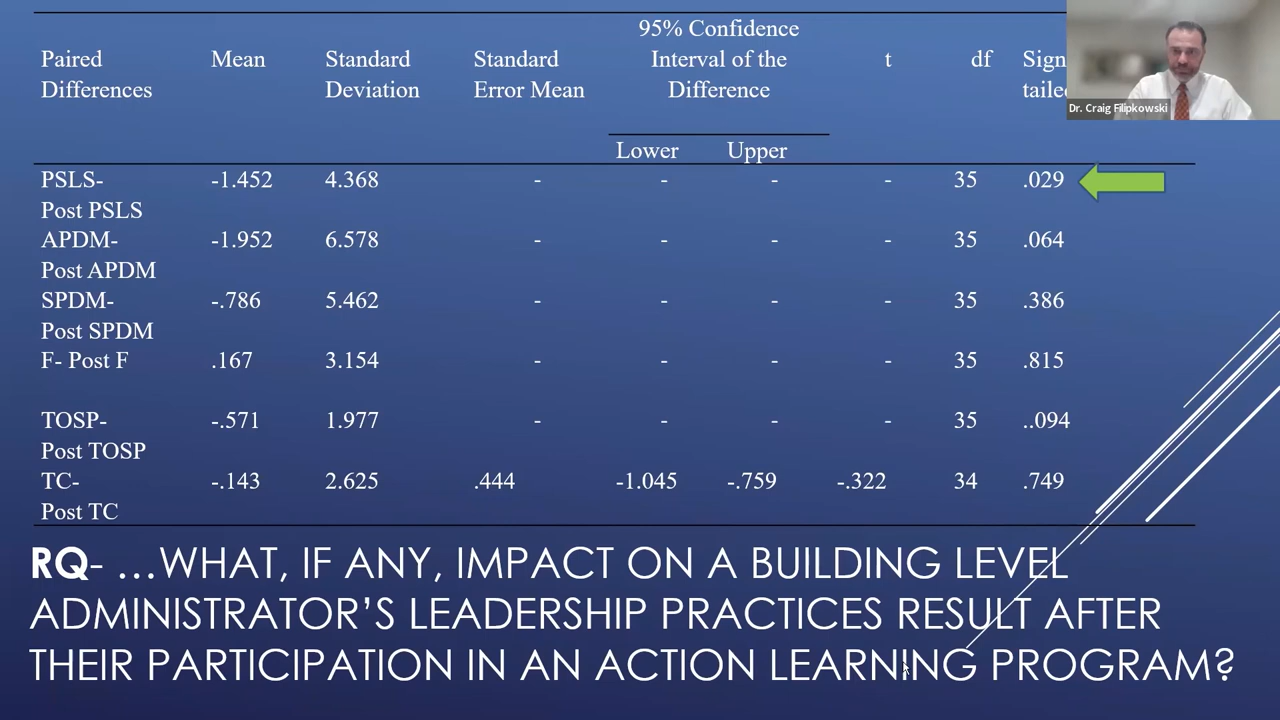 Paired Differences Mean Standard Deviation Standard Error Mean 95% Confidence Interval of the Difference t df
Lower Upper
PSLS- -1.452 4.368 - - - - 35 .029
Post PSLS
APDM- -1.952 6.578 - - - - 35 .064
Post APDM
SPDM- -.786 5.462 - - - - 35 .386
Post SPDM
F- Post F .167 3.154 - - - - 35 .815
TOSP- -.571 1.977 - - - - 35 ..094
Post TOSP
TC- -.143 2.625 .444 -1.045 -.759 -.322 34 .749
Post TC
RQ- …WHAT, IF ANY, IMPACT ON A BUILDING LEVEL
ADMINISTRATOR’S LEADERSHIP PRACTICES RESULT AFTER
THEIR PARTICIPATION IN AN ACTION LEARNING PROGRAM?
Dr. Craig Filipkowski